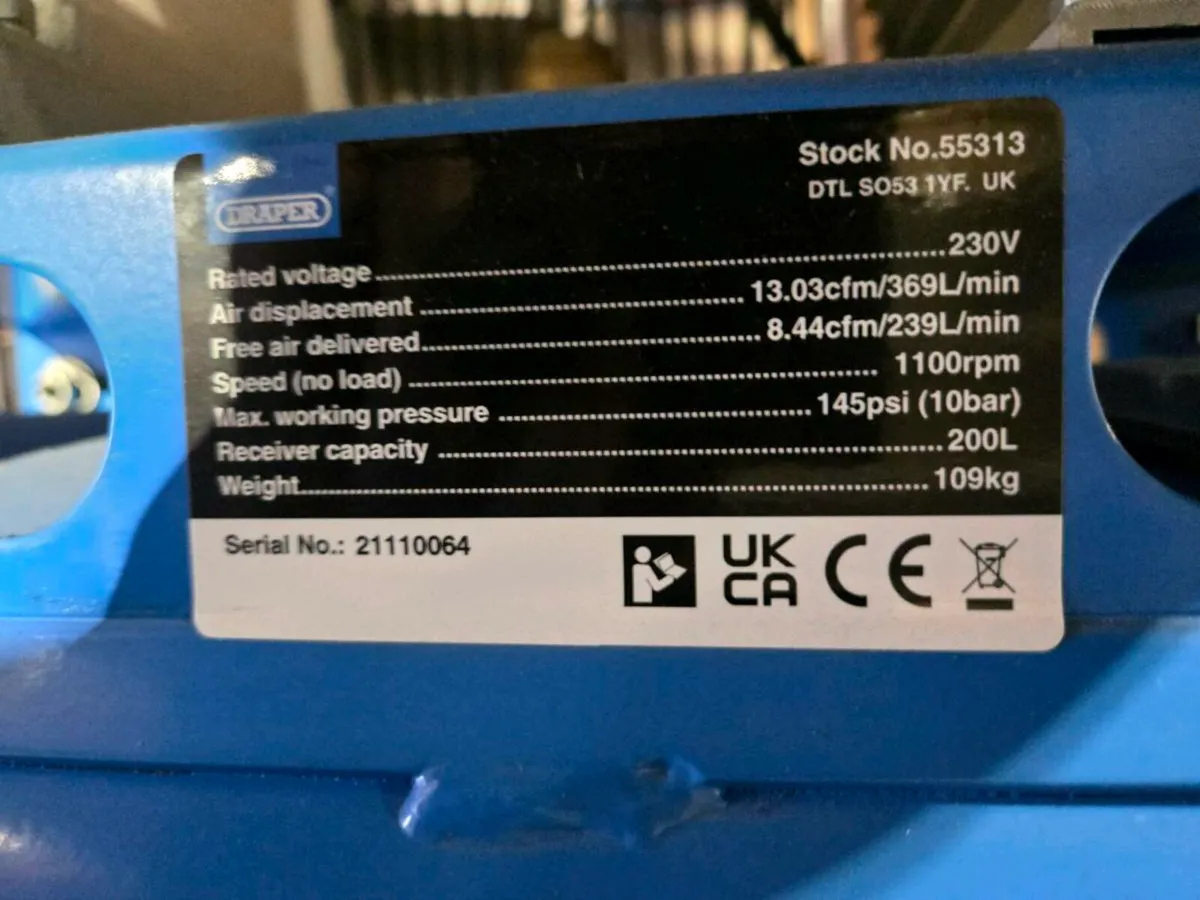 DRAPER
Stock No.55313
DTL SO53 1YF. UK
Rated voltage 230V
Air displacement 13.03cfm/369L/min
Free air delivered 8.44cfm/239L/min
Speed (no load) 1100rpm
Max. working pressure 145psi (10bar)
Receiver capacity 200L
Weight 109kg
Serial No.: 21110064
UK
CA
CE